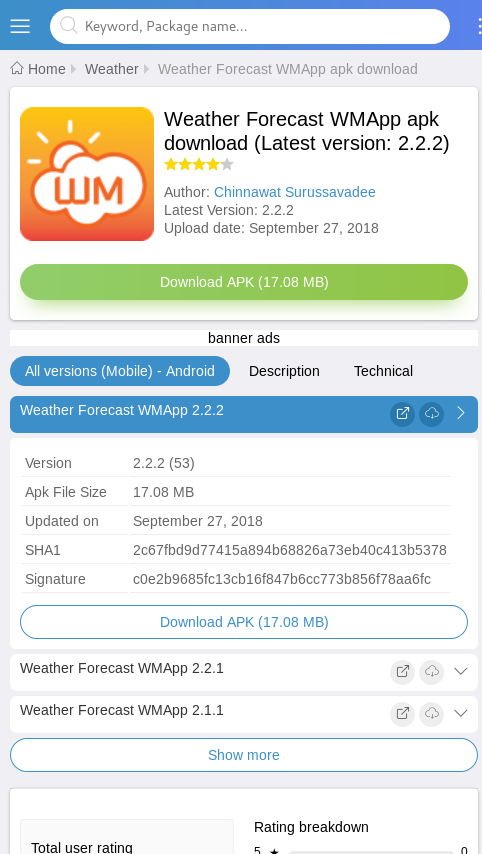 Keyword, Package name...
Home Weather Weather Forecast WMApp apk download
WM
Weather Forecast WMApp apk
download (Latest version: 2.2.2)
Author: Chinnawat Surussavadee
Latest Version: 2.2.2
Upload date: September 27, 2018
Download APK (17.08 MB)
banner ads
All versions (Mobile) - Android Description Technical
Weather Forecast WMApp 2.2.2
Version 2.2.2 (53)
Apk File Size 17.08 MB
Updated on September 27, 2018
SHA1 2c67fbd9d77415a894b68826a73eb40c413b5378
Signature c0e2b9685fc13cb16f847b6cc773b856f78aa6fc
Download APK (17.08 MB)
Weather Forecast WMApp 2.2.1
Weather Forecast WMApp 2.1.1
Show more
Rating breakdown
Total user rating
5 ★ 0